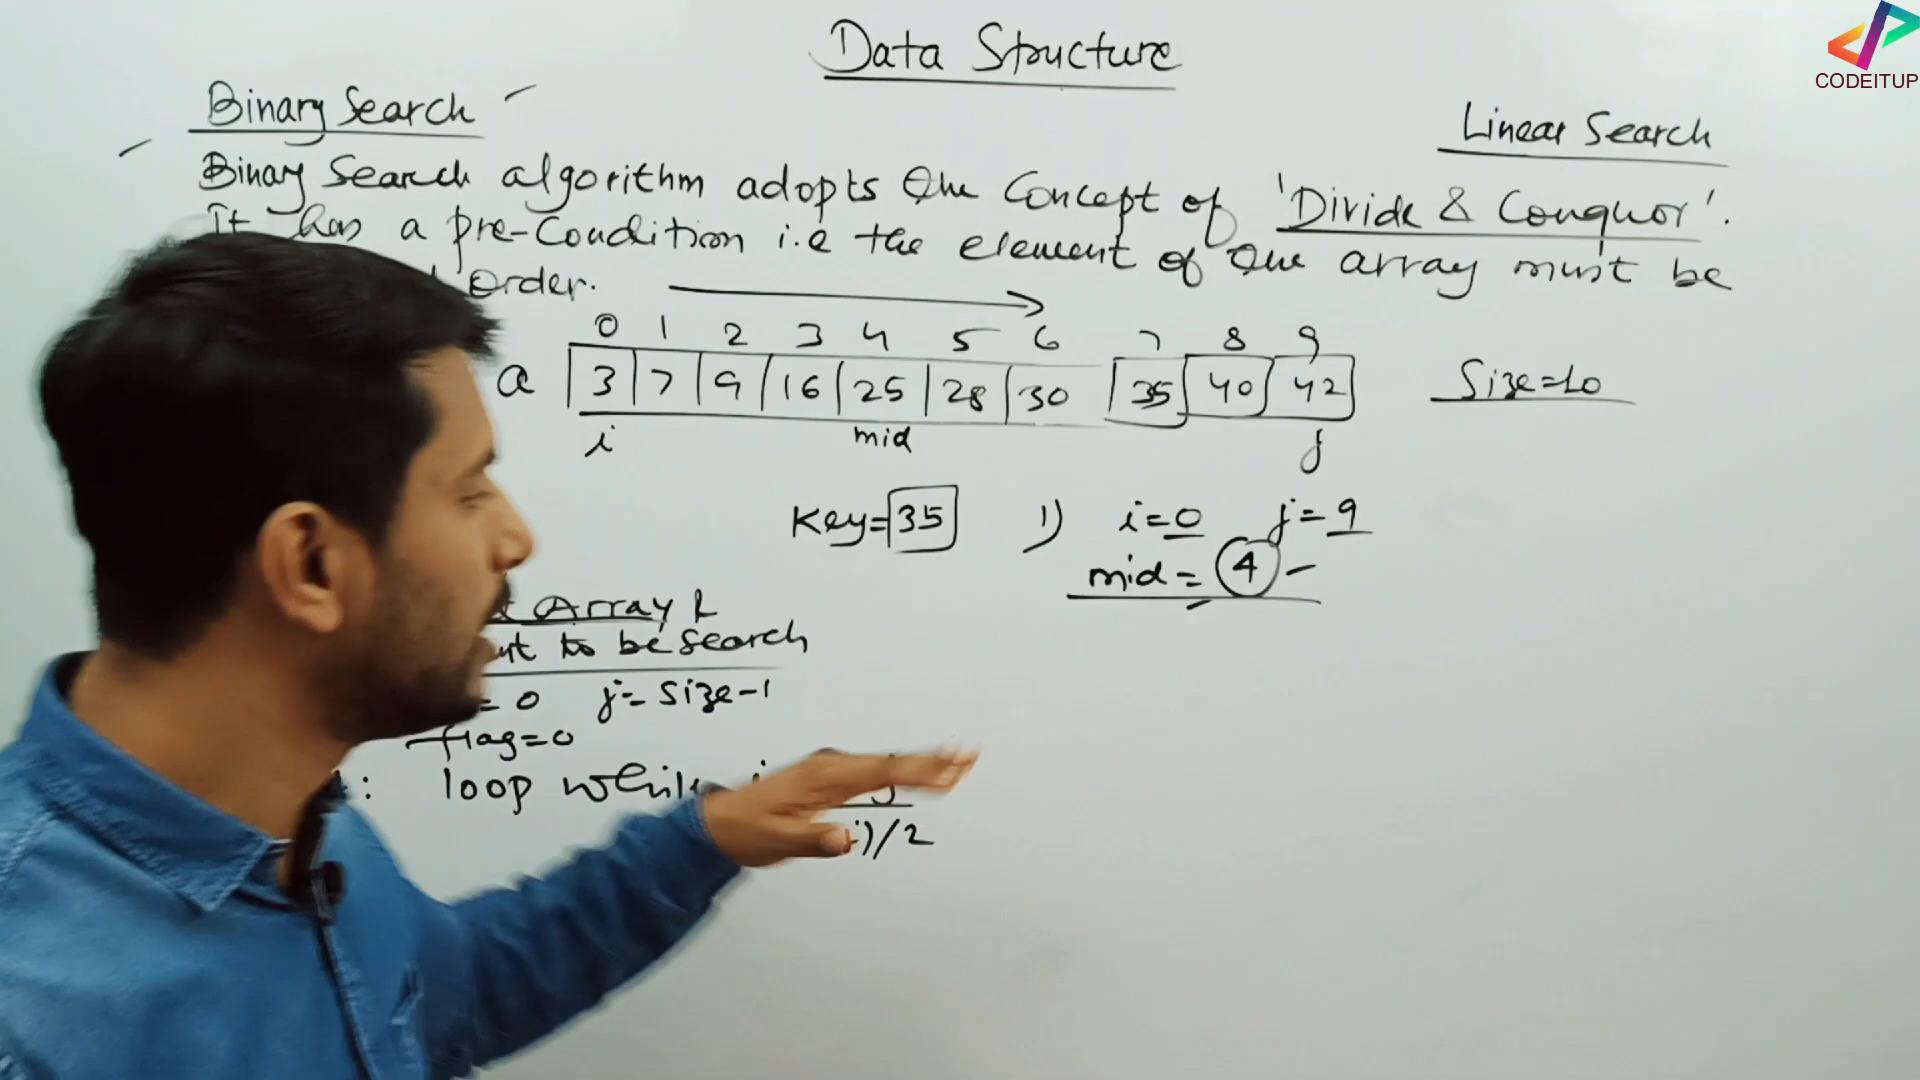 Data Structure
CODEITUP
Binary Search
Linear Search
Binary Search algorithm adopts the Concept of 'Divide & Conquor'.
It has a pre-Condition i.e the element of the array must be
order.
0 1 2 3 4 5 6 7 8 9
a 3 7 9 16 25 28 30 35 40 42 Size=10
i mid j
Key=35 1) i=0 j=9
mid=4
Array &
to be Search
=0 j=Size-1
flag=0
: loop while
i)/2